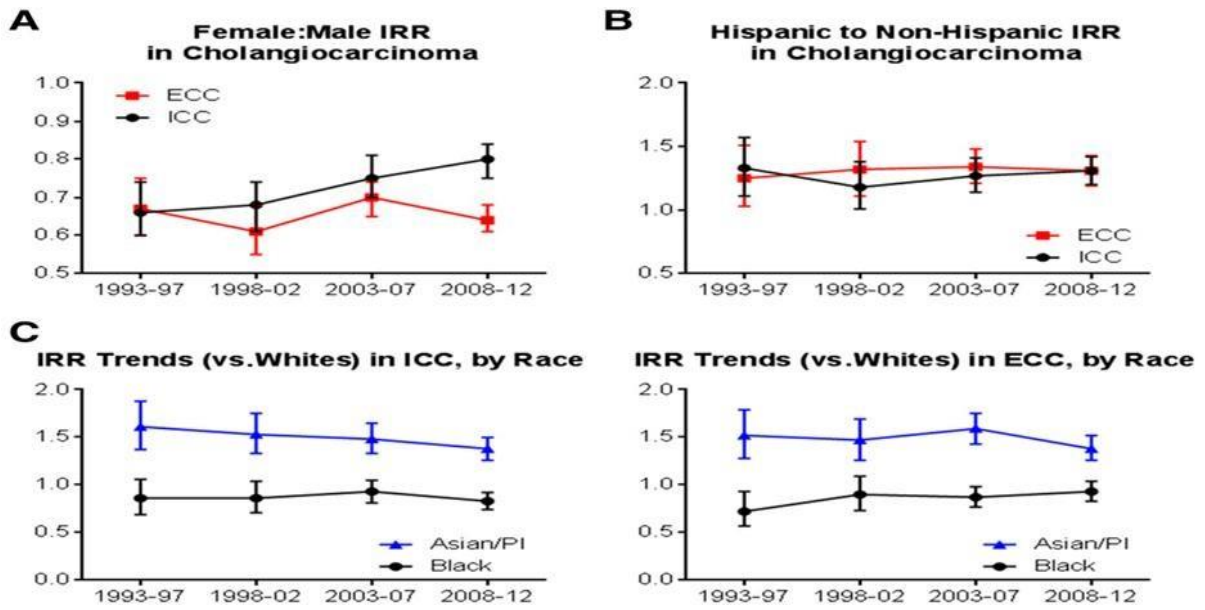 A
Female:Male IRR
in Cholangiocarcinoma
1.0
0.9
0.8
0.7
0.6
0.5
ECC
ICC
1993-97 1998-02 2003-07 2008-12
B
Hispanic to Non-Hispanic IRR
in Cholangiocarcinoma
2.0
1.5
1.0
0.5
ECC
ICC
1993-97 1998-02 2003-07 2008-12
C
IRR Trends (vs.Whites) in ICC, by Race
2.0
1.5
1.0
0.5
0.0
Asian/PI
Black
1993-97 1998-02 2003-07 2008-12
IRR Trends (vs.Whites) in ECC, by Race
2.0
1.5
1.0
0.5
0.0
Asian/PI
Black
1993-97 1998-02 2003-07 2008-12